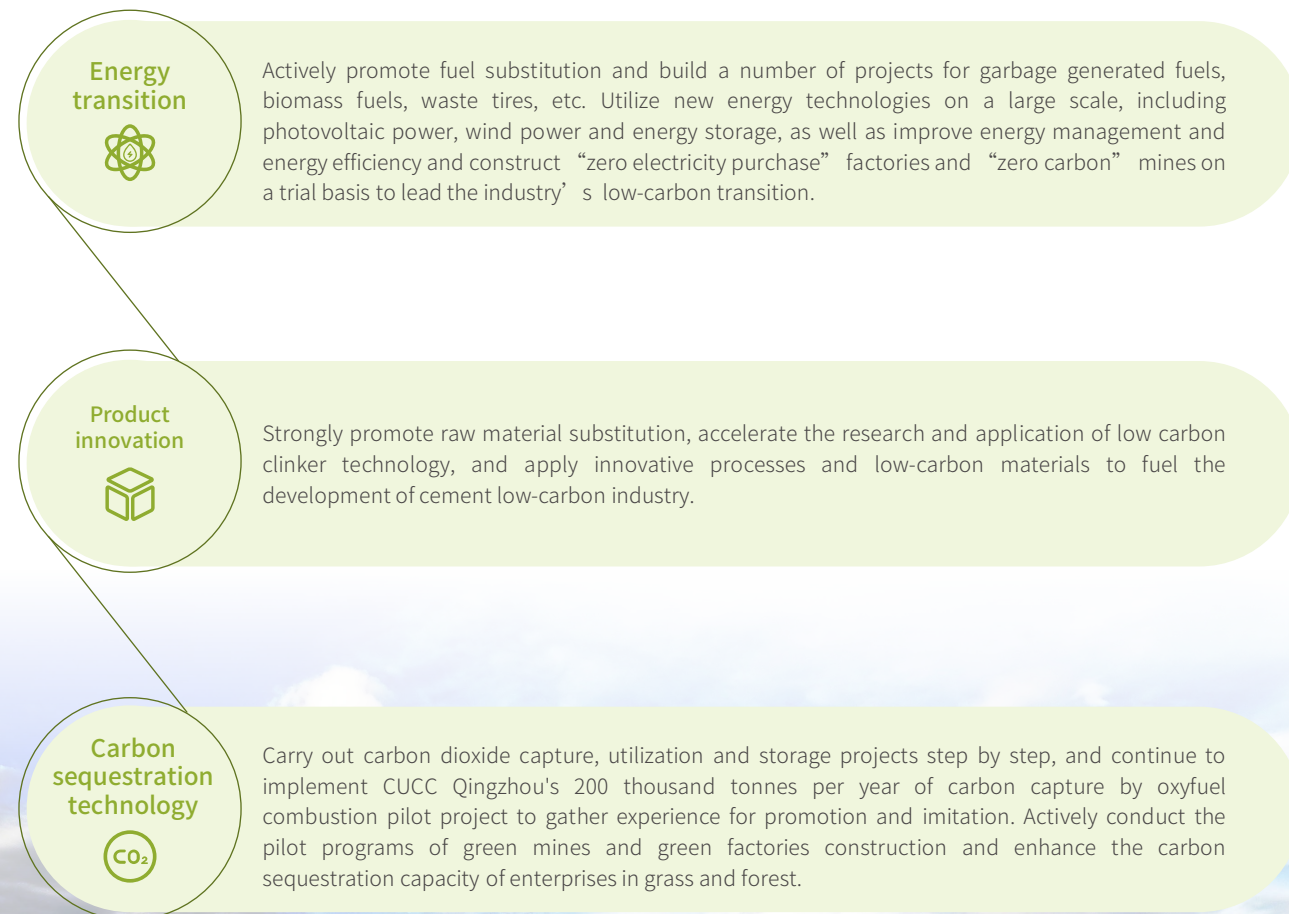 Energy
transition
Actively promote fuel substitution and build a number of projects for garbage generated fuels,
biomass fuels, waste tires, etc. Utilize new energy technologies on a large scale, including
photovoltaic power, wind power and energy storage, as well as improve energy management and
energy efficiency and construct “zero electricity purchase” factories and “zero carbon” mines on
a trial basis to lead the industry’s low-carbon transition.
Product
innovation
Strongly promote raw material substitution, accelerate the research and application of low carbon
clinker technology, and apply innovative processes and low-carbon materials to fuel the
development of cement low-carbon industry.
Carbon
sequestration
technology
CO₂
Carry out carbon dioxide capture, utilization and storage projects step by step, and continue to
implement CUCC Qingzhou's 200 thousand tonnes per year of carbon capture by oxyfuel
combustion pilot project to gather experience for promotion and imitation. Actively conduct the
pilot programs of green mines and green factories construction and enhance the carbon
sequestration capacity of enterprises in grass and forest.